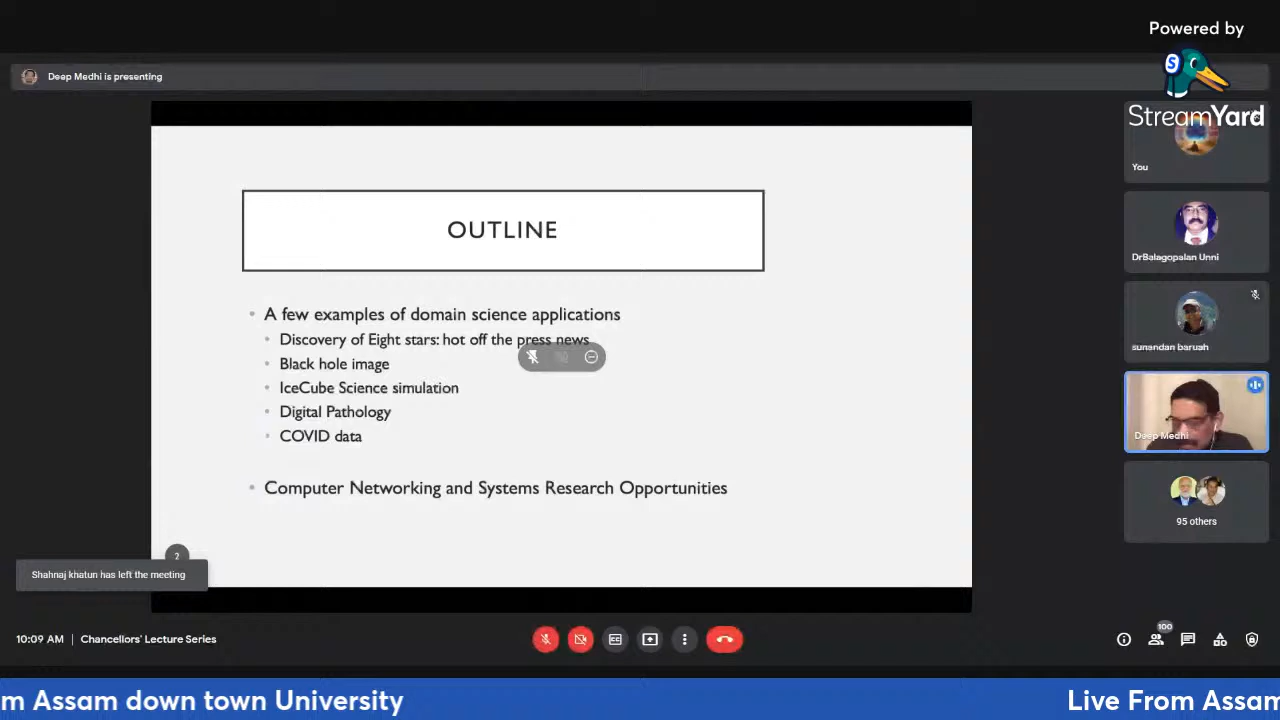 Powered by
StreamYard
Deep Medhi is presenting
You
OUTLINE
DrBalagopalan Unni
• A few examples of domain science applications
• Discovery of Eight stars: hot off the press news
• Black hole image
• IceCube Science simulation
• Digital Pathology
• COVID data
sunandan baruah
Deep Medhi
• Computer Networking and Systems Research Opportunities
95 others
2
Shahnaj khatun has left the meeting
10:09 AM | Chancellors' Lecture Series
100
m Assam down town University
Live From Assam